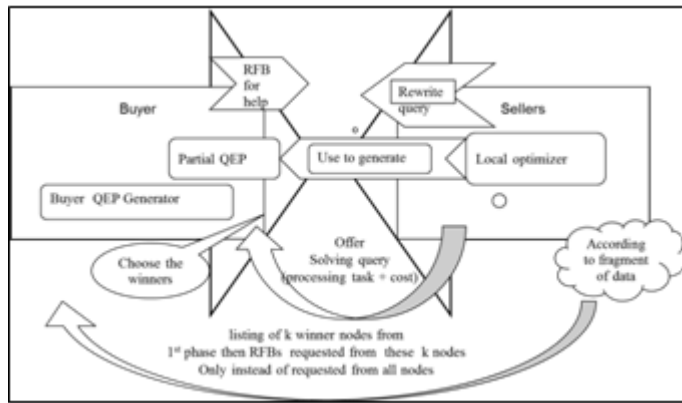 RFB
for
help
Rewrite
query
Buyer
Sellers
Partial QEP
Use to generate
Local optimizer
Buyer QEP Generator
Choose the
winners
Offer
Solving query
(processing task + cost)
According
to fragment
of data
listing of k winner nodes from
1st phase then RFBs requested from these k nodes
Only instead of requested from all nodes